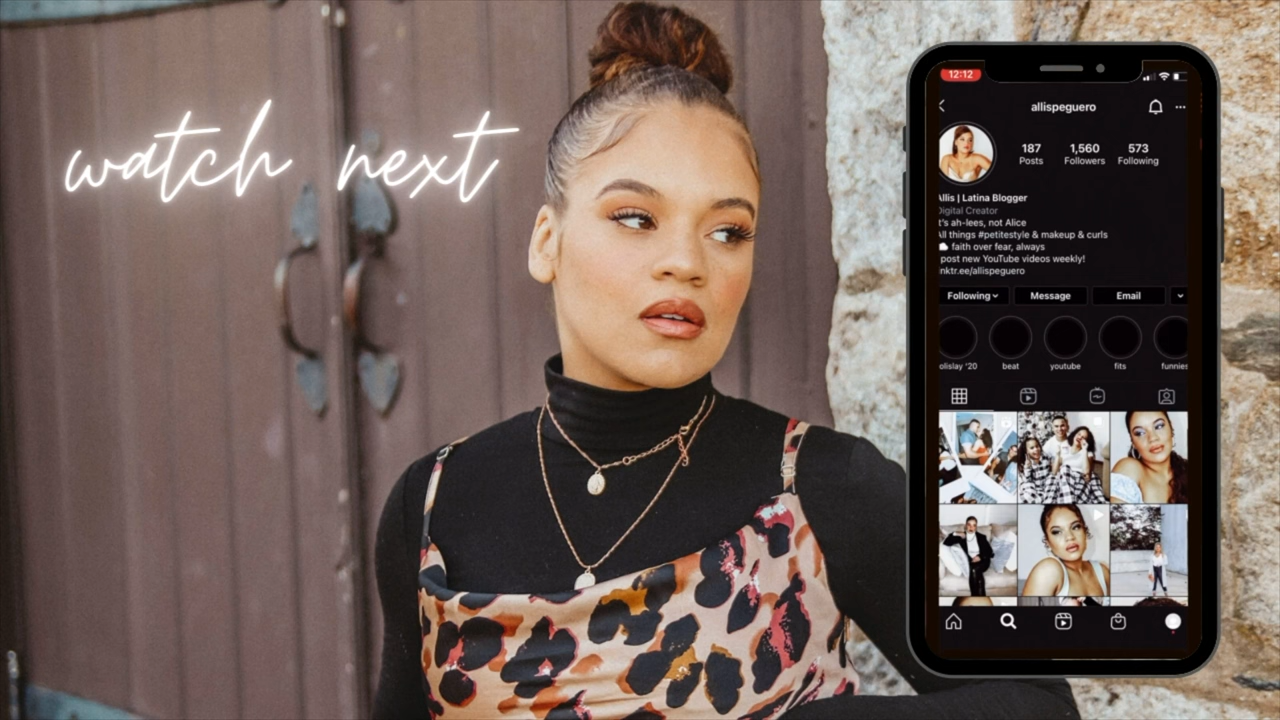 watch next
12:12
allispeguero
187 1,560 573
Posts Followers Following
Allis | Latina Blogger
Digital Creator
t's ah-lees, not Alice
All things #petitestyle & makeup & curls
faith over fear, always
post new YouTube videos weekly!
nktr.ee/allispeguero
Following Message Email
olislay '20 beat youtube fits funnies